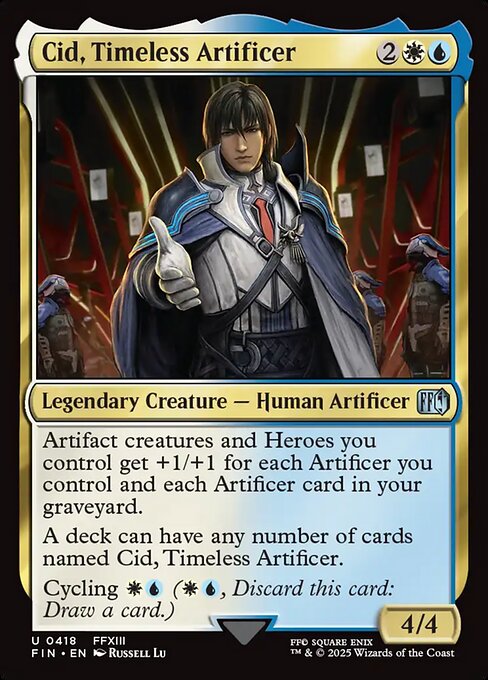 Cid, Timeless Artificer 2
Legendary Creature — Human Artificer FF
Artifact creatures and Heroes you
control get +1/+1 for each Artificer you
control and each Artificer card in your
graveyard.
A deck can have any number of cards
named Cid, Timeless Artificer.
Cycling (, Discard this card:
Draw a card.)
4/4
U 0418 FFXIII
FIN • EN Russell Lu
FF© SQUARE ENIX
™ & © 2025 Wizards of the Coast